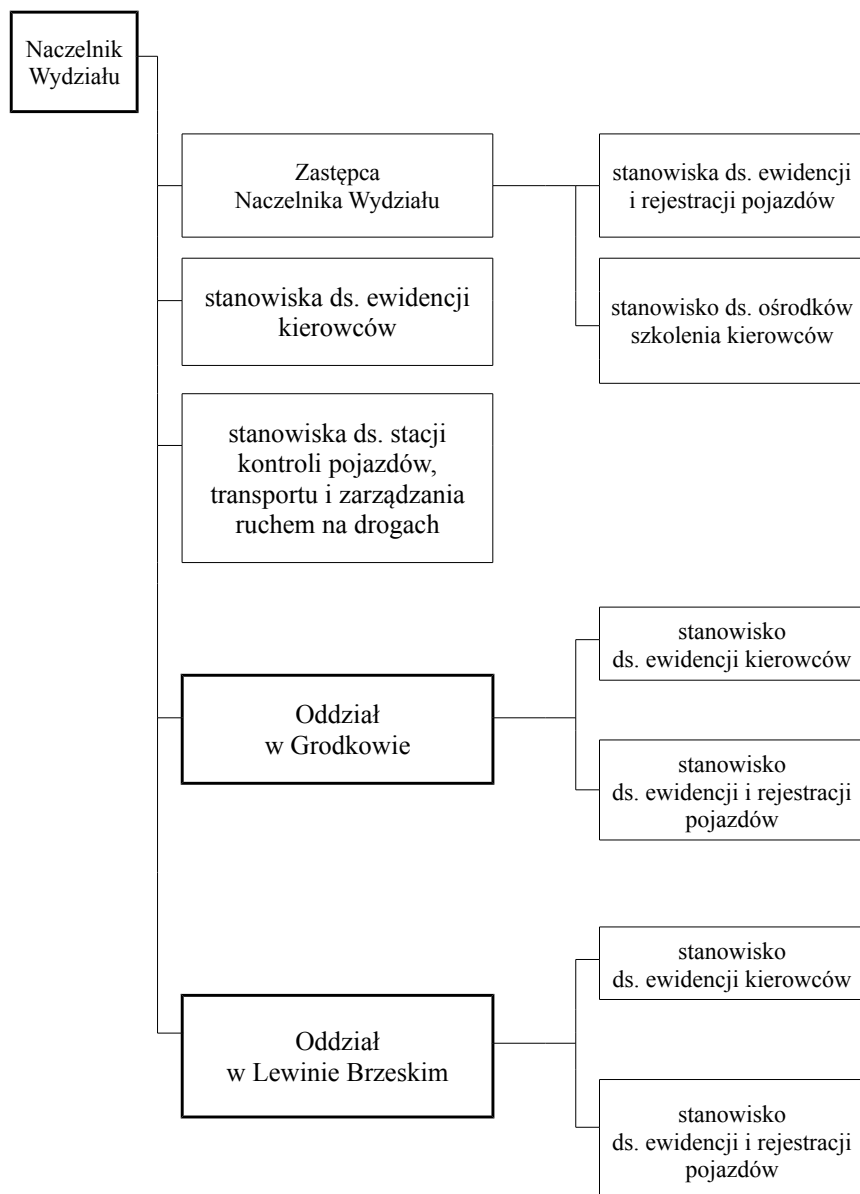 Naczelnik
Wydziału
Zastępca
Naczelnika Wydziału
stanowiska ds. ewidencji
i rejestracji pojazdów
stanowisko ds. ośrodków
szkolenia kierowców
stanowiska ds. ewidencji
kierowców
stanowiska ds. stacji
kontroli pojazdów,
transportu i zarządzania
ruchem na drogach
Oddział
w Grodkowie
stanowisko
ds. ewidencji kierowców
stanowisko
ds. ewidencji i rejestracji
pojazdów
Oddział
w Lewinie Brzeskim
stanowisko
ds. ewidencji kierowców
stanowisko
ds. ewidencji i rejestracji
pojazdów